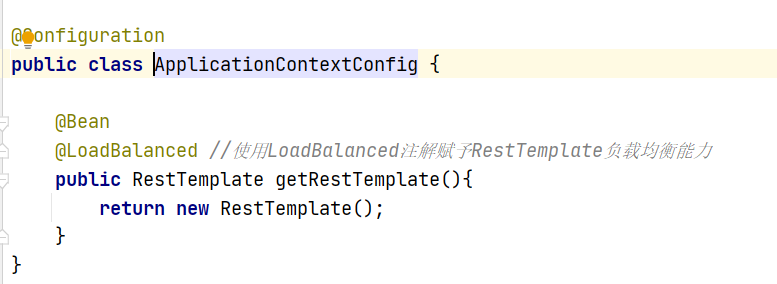 @Configuration
public class ApplicationContextConfig {
@Bean
@LoadBalanced //使用LoadBalanced注解赋予RestTemplate负载均衡能力
public RestTemplate getRestTemplate(){
return new RestTemplate();
}
}